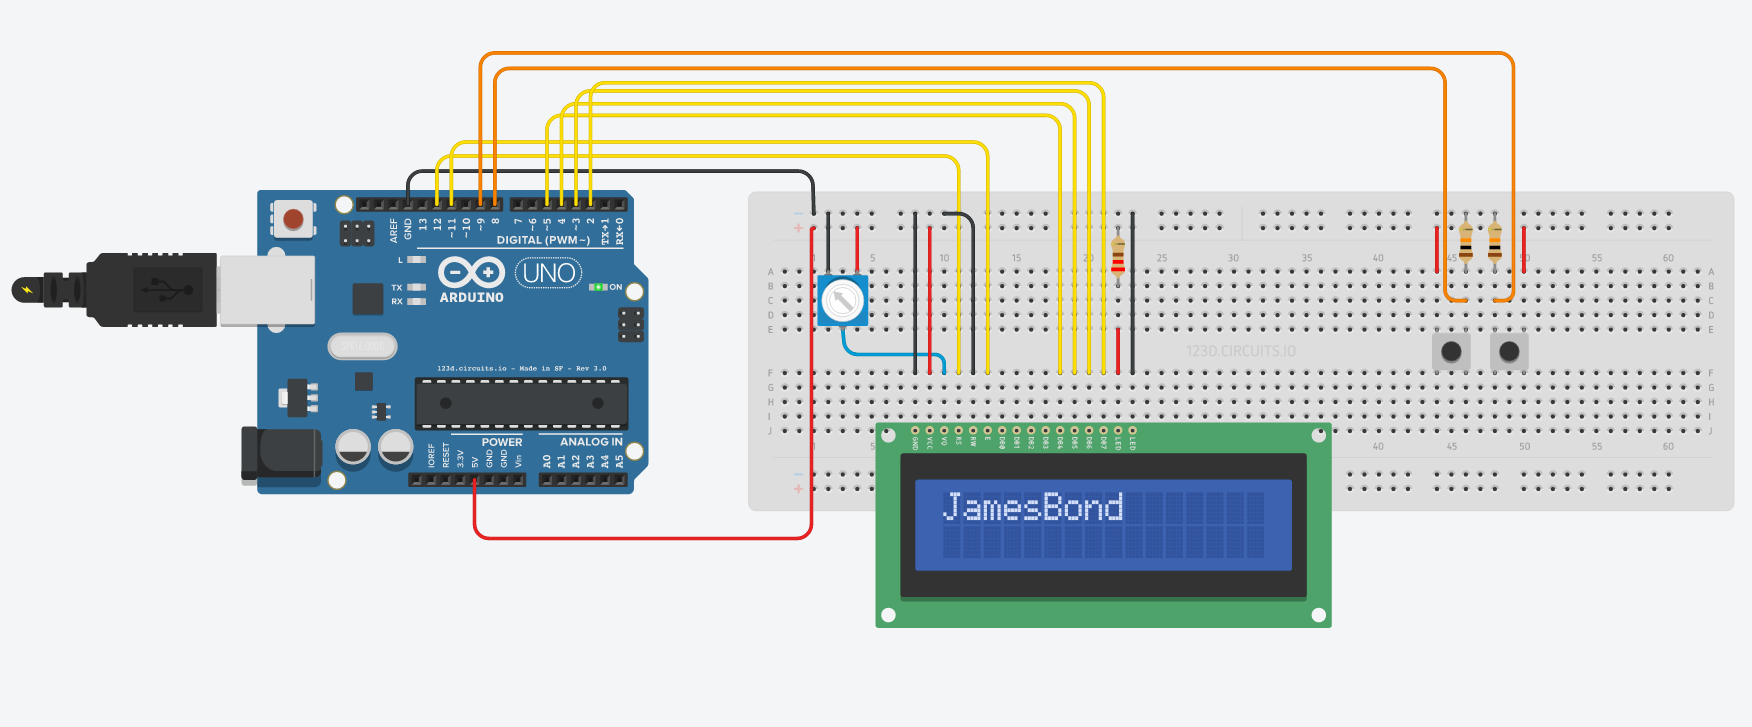 AREF
GND
13
12
~11
~10
~9
8
7
~6
~5
4
~3
2
TX→1
RX←0
DIGITAL (PWM~)
L
TX
RX
ARDUINO
UNO
ON
123d.circuits.io - Made in SF - Rev 3.0
POWER
ANALOG IN
IOREF
RESET
3.3V
5V
GND
GND
Vin
A0
A1
A2
A3
A4
A5
- 
+
1 5 10 15 20 25 30 35 40 45 50 55 60
A A
B B
C C
D D
E E
123D.CIRCUITS.IO
F F
G G
H H
I I
J J
1 5 40 45 50 55 60
-
+
GND VCC VO RS RW E DB0 DB1 DB2 DB3 DB4 DB5 DB6 DB7 LED LED
JamesBond